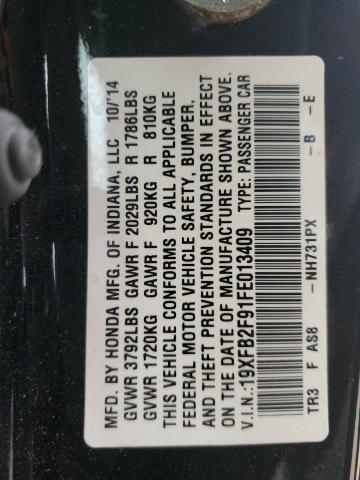 MFD. BY HONDA MFG. OF INDIANA, LLC 10/'14
GVWR 3792LBS GAWR F 2029LBS R 1786LBS
GVWR 1720KG GAWR F 920KG R 810KG
THIS VEHICLE CONFORMS TO ALL APPLICABLE
FEDERAL MOTOR VEHICLE SAFETY, BUMPER,
AND THEFT PREVENTION STANDARDS IN EFFECT
ON THE DATE OF MANUFACTURE SHOWN ABOVE.
V.I.N.:19XFB2F91FE013409 TYPE: PASSENGER CAR
TR3 F AS8 -NH731PX -B -E